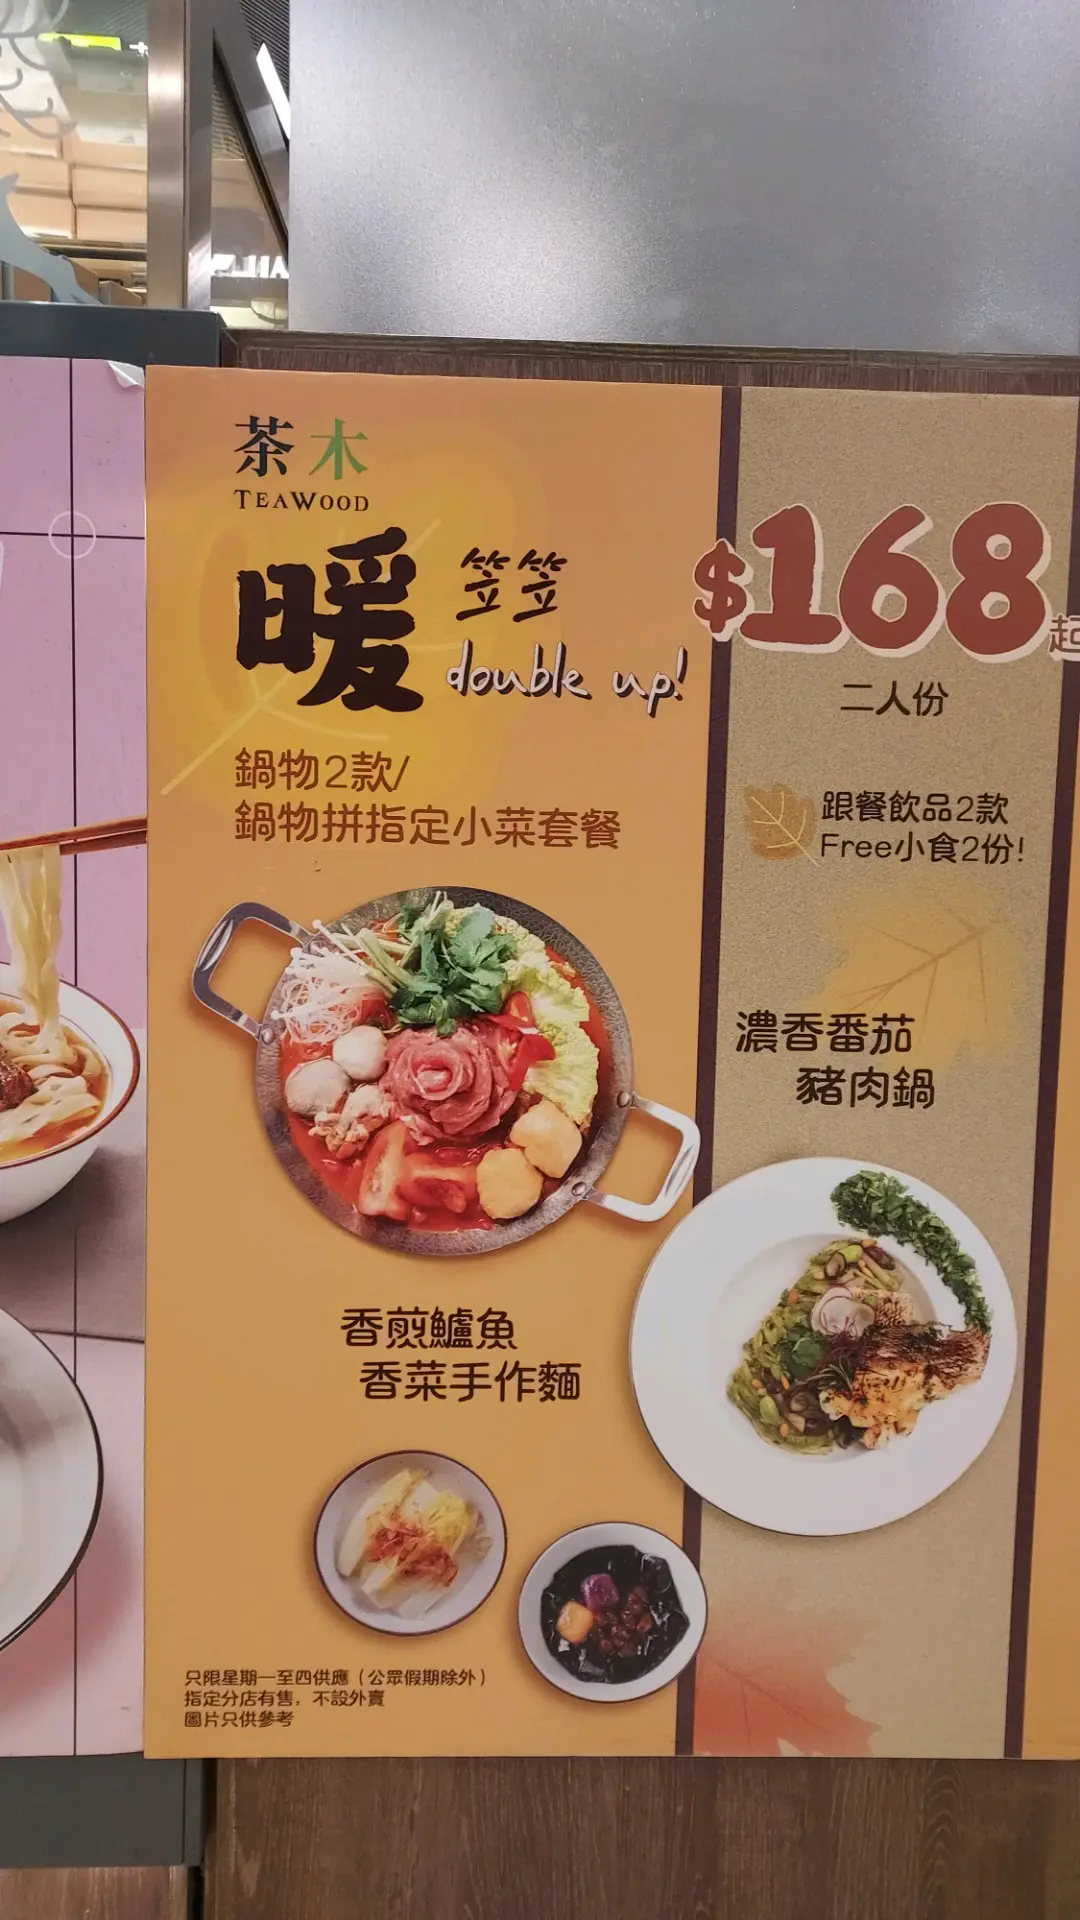 茶木
TEAWOOD
暖笠笠
double up!
$168起
二人份
鍋物2款/
鍋物拼指定小菜套餐
跟餐飲品2款
Free小食2份!
濃香番茄
豬肉鍋
香煎鱸魚
香菜手作麵
只限星期一至四供應（公眾假期除外）
指定分店有售，不設外賣
圖片只供參考